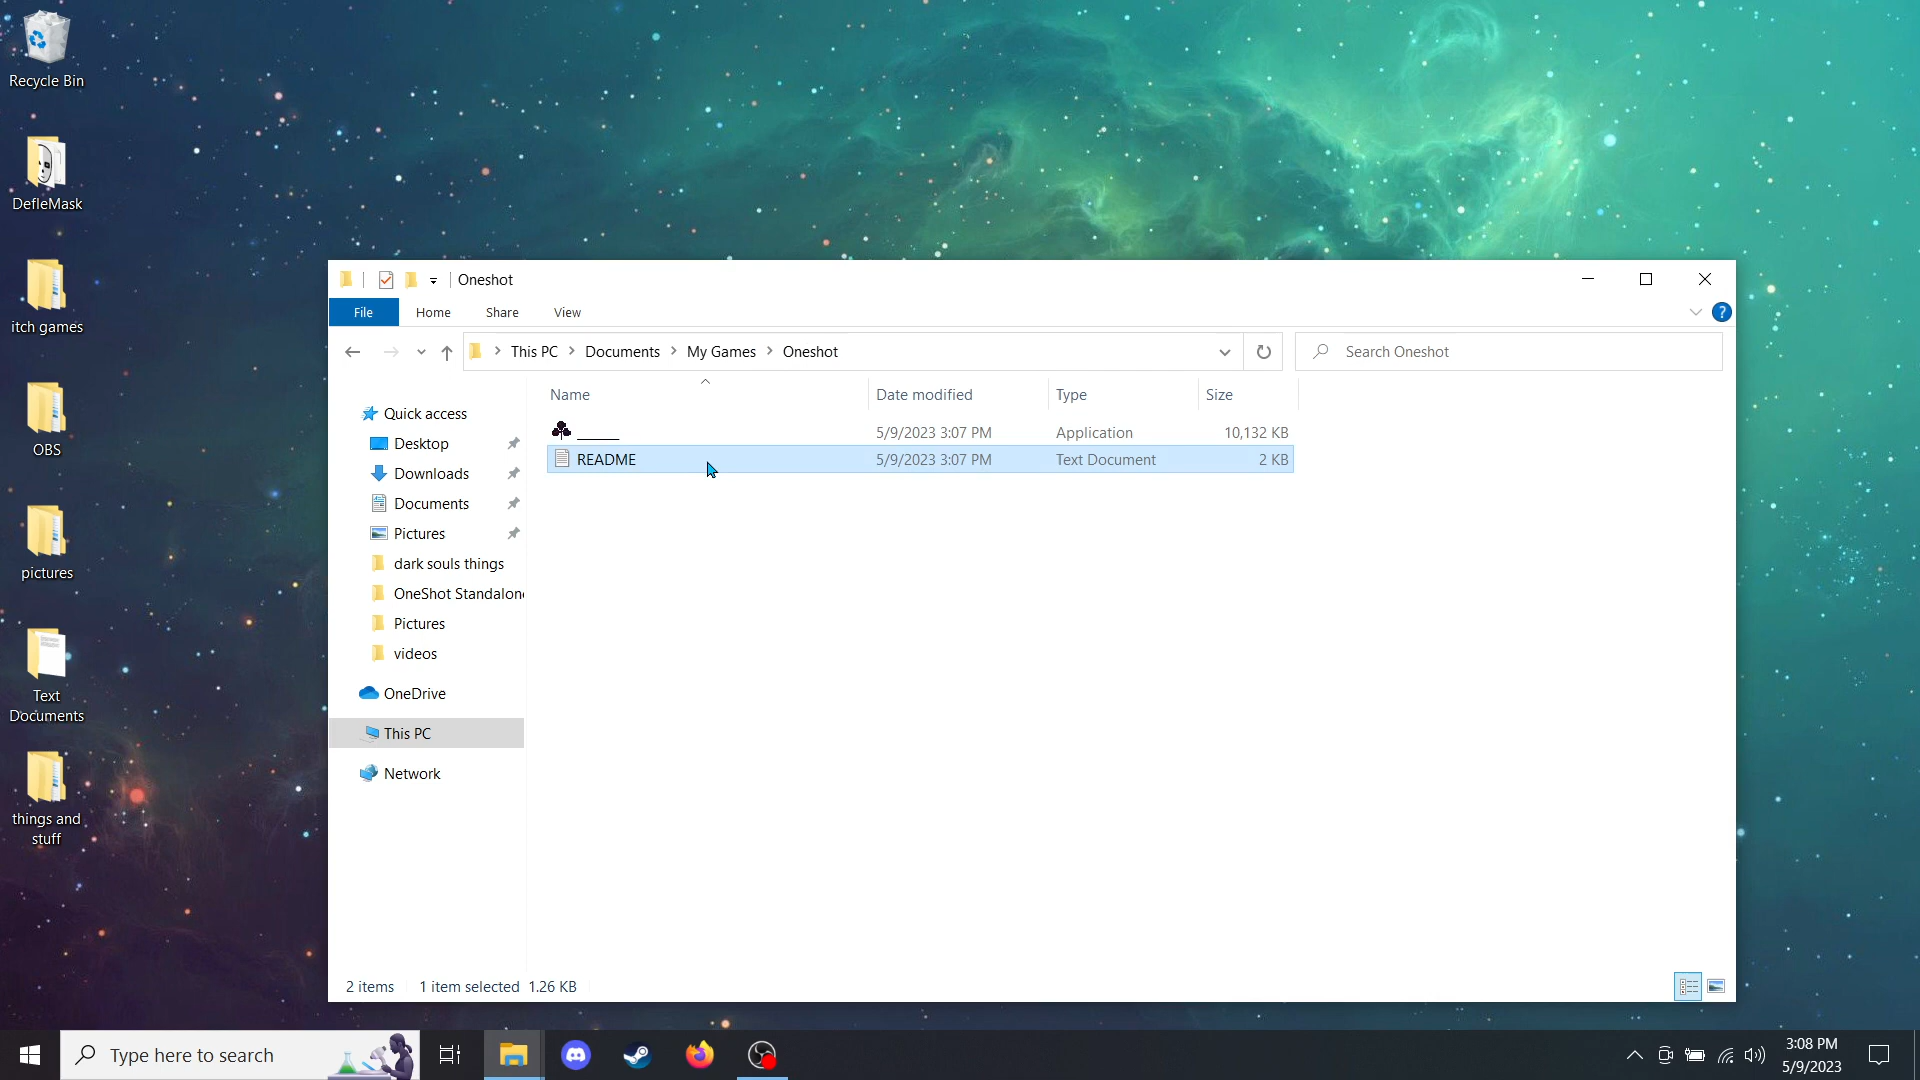 Recycle Bin
DefleMask
itch games
OBS
pictures
Text
Documents
things and
stuff
Oneshot
File Home Share View
?
This PC > Documents > My Games > Oneshot
Search Oneshot
Name Date modified Type Size
______ 5/9/2023 3:07 PM Application 10,132 KB
README 5/9/2023 3:07 PM Text Document 2 KB
Quick access
Desktop
Downloads
Documents
Pictures
dark souls things
OneShot Standalon
Pictures
videos
OneDrive
This PC
Network
2 items 1 item selected 1.26 KB
Type here to search
3:08 PM
5/9/2023